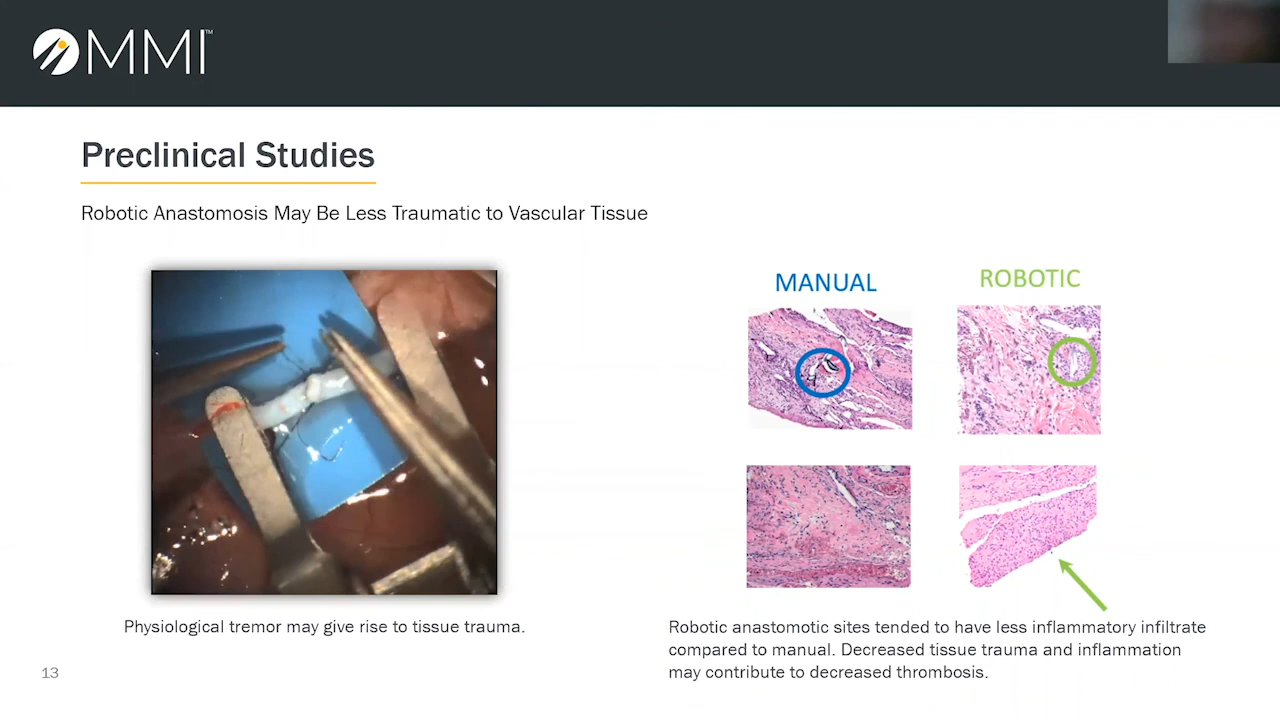 MMI™
Preclinical Studies
Robotic Anastomosis May Be Less Traumatic to Vascular Tissue
MANUAL
ROBOTIC
Physiological tremor may give rise to tissue trauma.
Robotic anastomotic sites tended to have less inflammatory infiltrate
compared to manual. Decreased tissue trauma and inflammation
may contribute to decreased thrombosis.
13